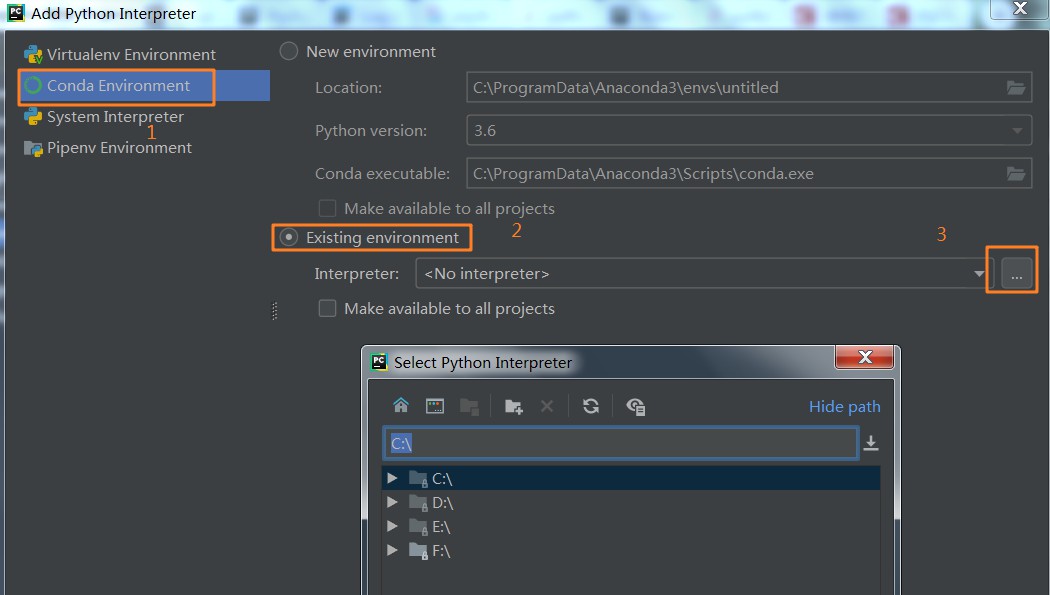 PC Add Python Interpreter
Virtualenv Environment
Conda Environment
System Interpreter
1
Pipenv Environment
New environment
Location: C:\ProgramData\Anaconda3\envs\untitled
Python version: 3.6
Conda executable: C:\ProgramData\Anaconda3\Scripts\conda.exe
Make available to all projects
Existing environment 2 3
Interpreter: <No interpreter> ...
Make available to all projects
PC Select Python Interpreter
Hide path
C:\
C:\
D:\
E:\
F:\